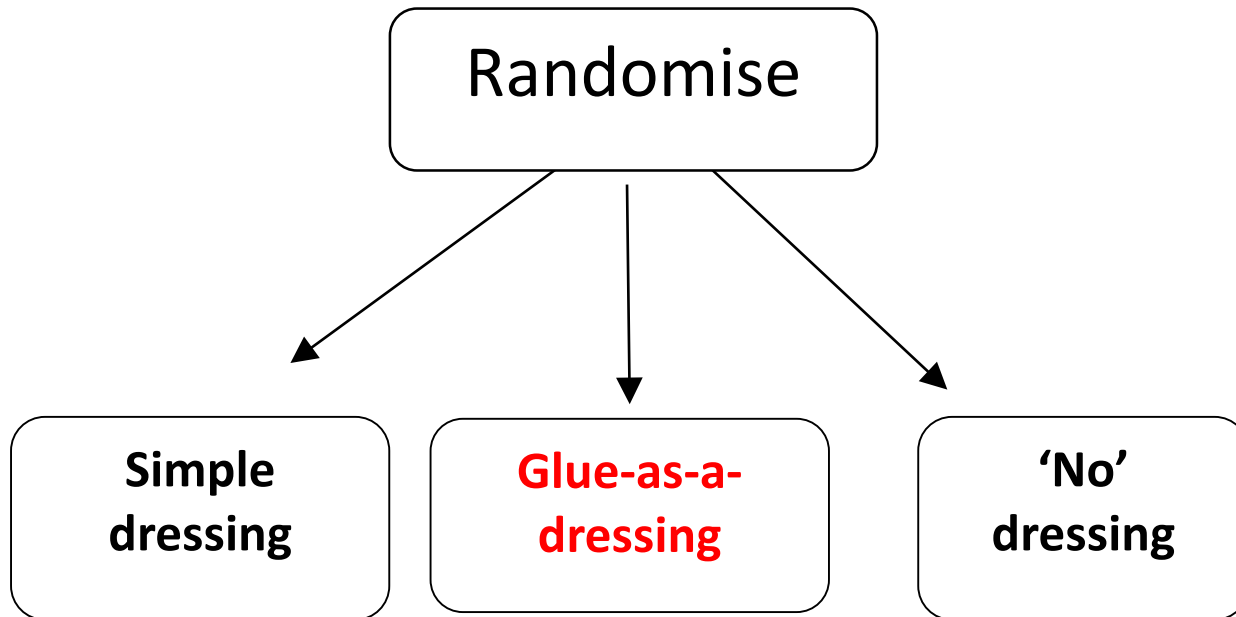 Randomise
Simple
dressing
Glue-as-a-
dressing
‘No’
dressing